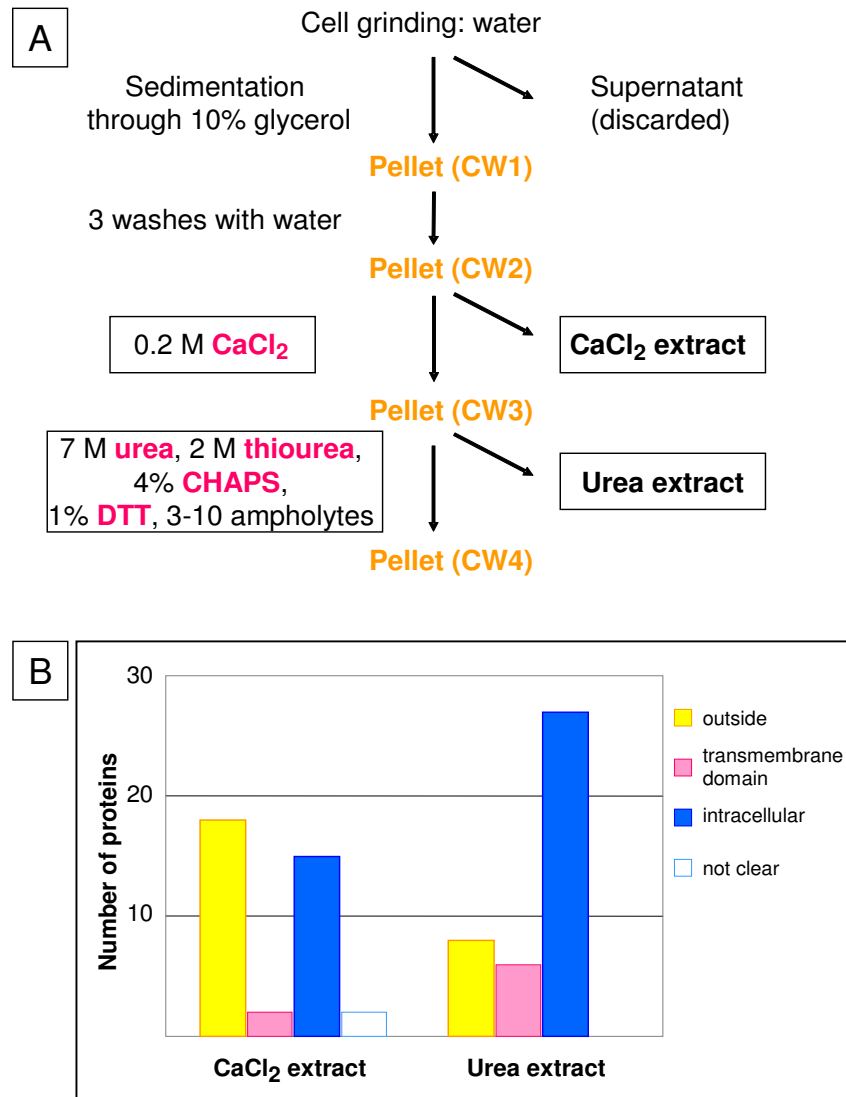 A
Cell grinding: water
Sedimentation
through 10% glycerol
Supernatant
(discarded)
Pellet (CW1)
3 washes with water
Pellet (CW2)
0.2 M CaCl₂
CaCl₂ extract
Pellet (CW3)
7 M urea, 2 M thiourea,
4% CHAPS,
1% DTT, 3-10 ampholytes
Urea extract
Pellet (CW4)
B
Number of proteins
30
20
10
outside
transmembrane
domain
intracellular
not clear
CaCl₂ extract
Urea extract